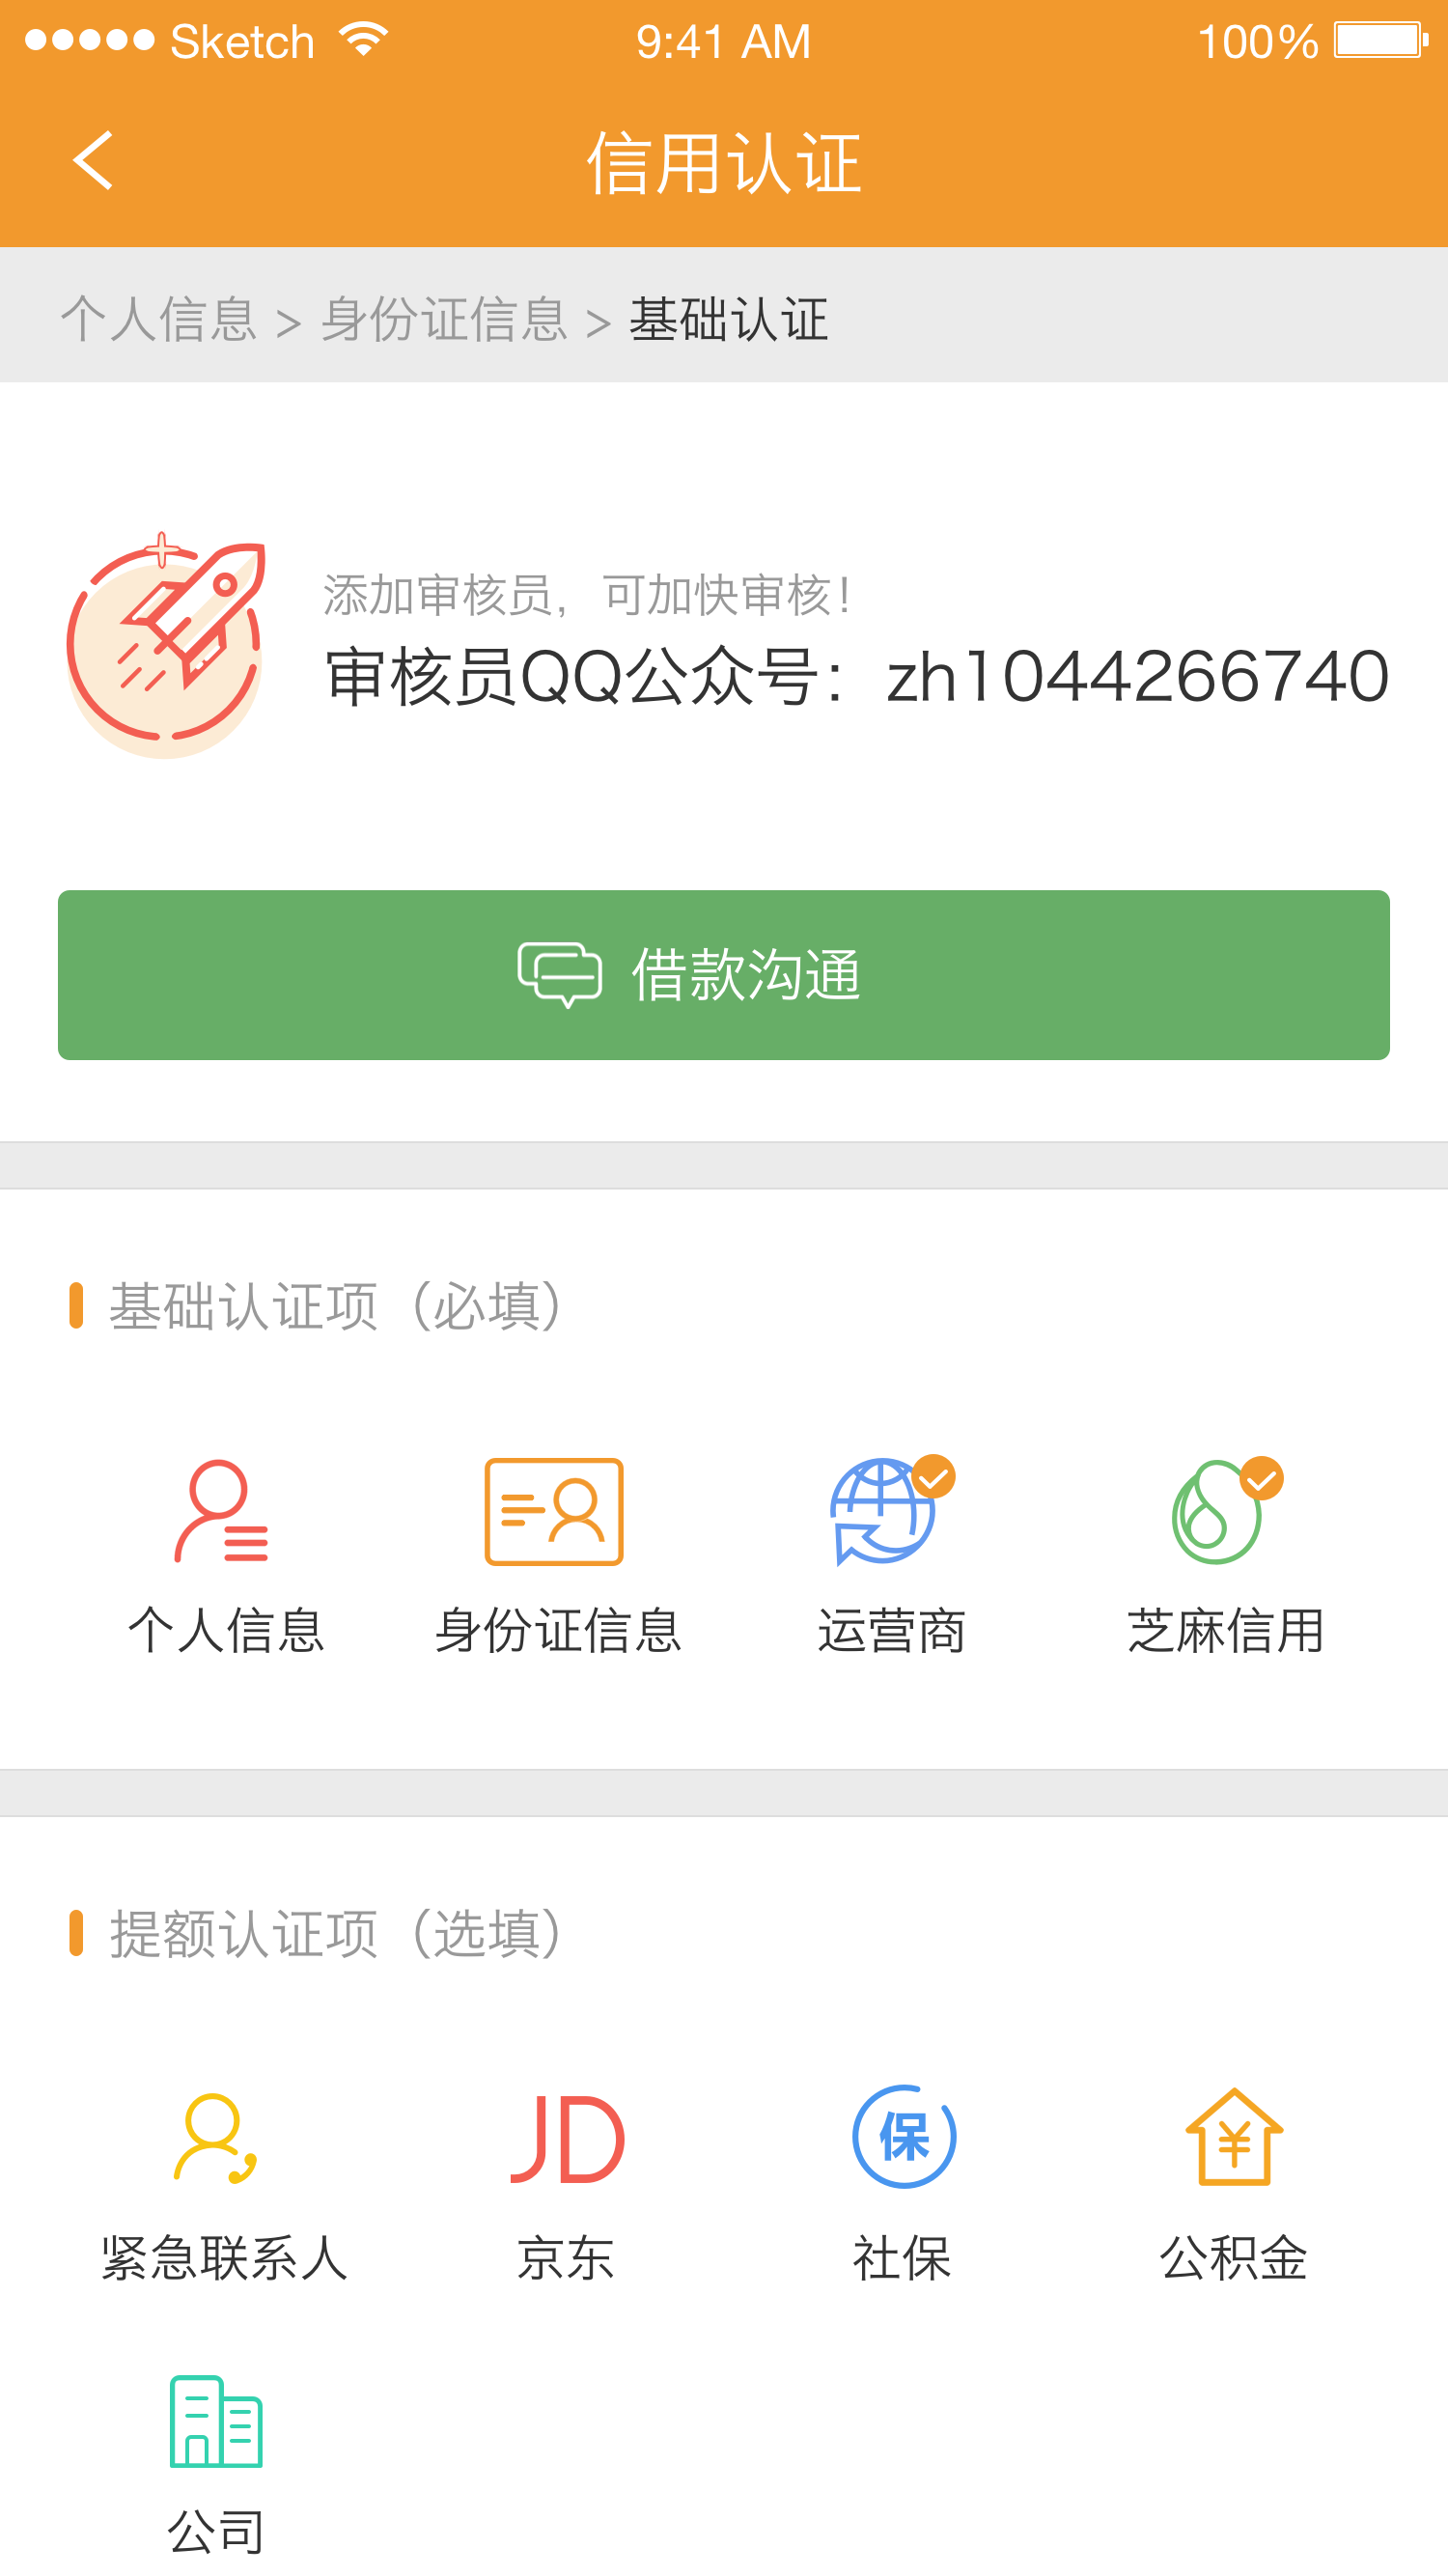 Sketch 9:41 AM 100%
信用认证
个人信息 > 身份证信息 > 基础认证
添加审核员，可加快审核！
审核员QQ公众号：zh1044266740
借款沟通
基础认证项（必填）
个人信息 身份证信息 运营商 芝麻信用
提额认证项（选填）
JD 保 ¥
紧急联系人 京东 社保 公积金
公司